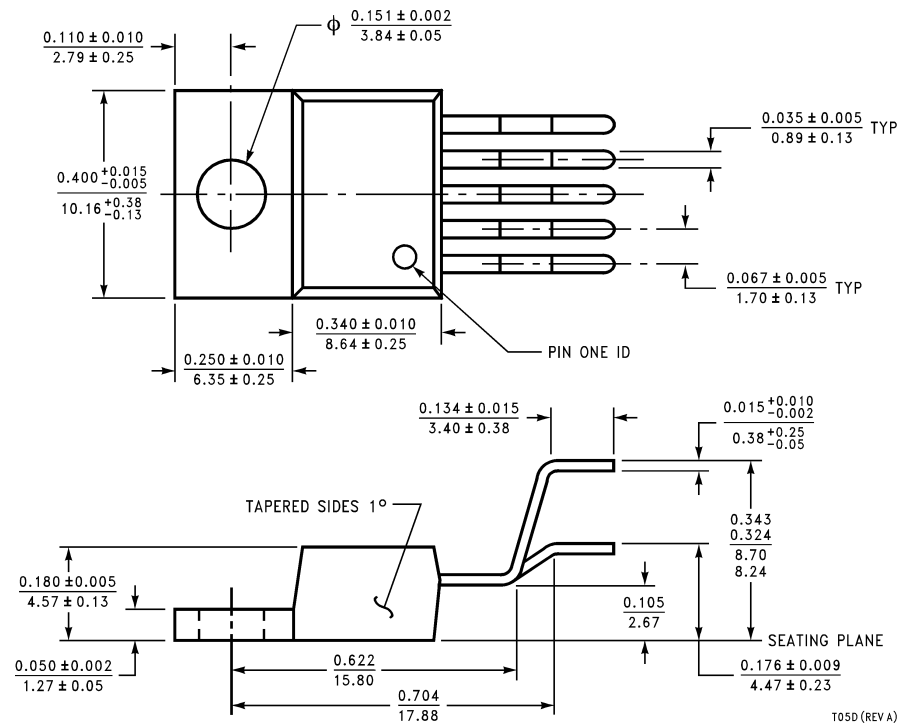 ϕ 0.151 ± 0.002
3.84 ± 0.05
0.110 ± 0.010
2.79 ± 0.25
0.035 ± 0.005 TYP
0.89 ± 0.13
0.400 +0.015 -0.005
10.16 +0.38 -0.13
0.067 ± 0.005 TYP
1.70 ± 0.13
0.340 ± 0.010
8.64 ± 0.25
PIN ONE ID
0.250 ± 0.010
6.35 ± 0.25
0.134 ± 0.015
3.40 ± 0.38
0.015 +0.010 -0.002
0.38 +0.25 -0.05
TAPERED SIDES 1°
0.343
0.324
8.70
8.24
0.180 ± 0.005
4.57 ± 0.13
0.105
2.67
SEATING PLANE
0.050 ± 0.002
1.27 ± 0.05
0.622
15.80
0.176 ± 0.009
4.47 ± 0.23
0.704
17.88
T05D (REV A)